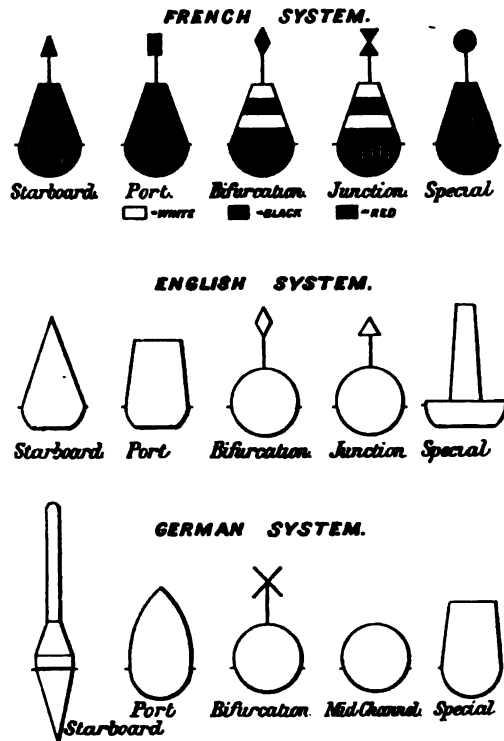 FRENCH SYSTEM.
Starboard. Port. Bifurcation. Junction. Special
-WHITE -BLACK -RED
ENGLISH SYSTEM.
Starboard Port Bifurcation. Junction Special
GERMAN SYSTEM.
Port Bifurcation. Mid Channel. Special
Starboard